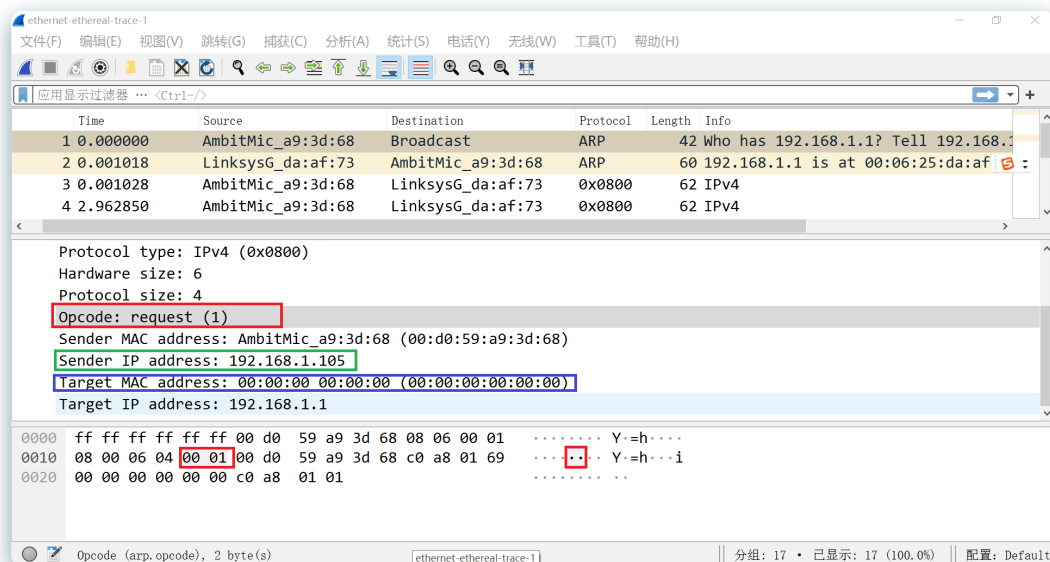 ethernet-ethereal-trace-1
文件(F) 编辑(E) 视图(V) 跳转(G) 捕获(C) 分析(A) 统计(S) 电话(Y) 无线(W) 工具(T) 帮助(H)
应用显示过滤器 ··· <Ctrl-/>
Time Source Destination Protocol Length Info
1 0.000000 AmbitMic_a9:3d:68 Broadcast ARP 42 Who has 192.168.1.1? Tell 192.168.1
2 0.001018 LinksysG_da:af:73 AmbitMic_a9:3d:68 ARP 60 192.168.1.1 is at 00:06:25:da:af
3 0.001028 AmbitMic_a9:3d:68 LinksysG_da:af:73 0x0800 62 IPv4
4 2.962850 AmbitMic_a9:3d:68 LinksysG_da:af:73 0x0800 62 IPv4
Protocol type: IPv4 (0x0800)
Hardware size: 6
Protocol size: 4
Opcode: request (1)
Sender MAC address: AmbitMic_a9:3d:68 (00:d0:59:a9:3d:68)
Sender IP address: 192.168.1.105
Target MAC address: 00:00:00 00:00:00 (00:00:00:00:00:00)
Target IP address: 192.168.1.1
0000 ff ff ff ff ff ff 00 d0 59 a9 3d 68 08 06 00 01 ········ Y·=h····
0010 08 00 06 04 00 01 00 d0 59 a9 3d 68 c0 a8 01 69 ········ Y·=h···i
0020 00 00 00 00 00 00 c0 a8 01 01 ········ ··
Opcode (arp.opcode), 2 byte(s)
ethernet-ethereal-trace-1
分组: 17 · 已显示: 17 (100.0%)
配置: Default